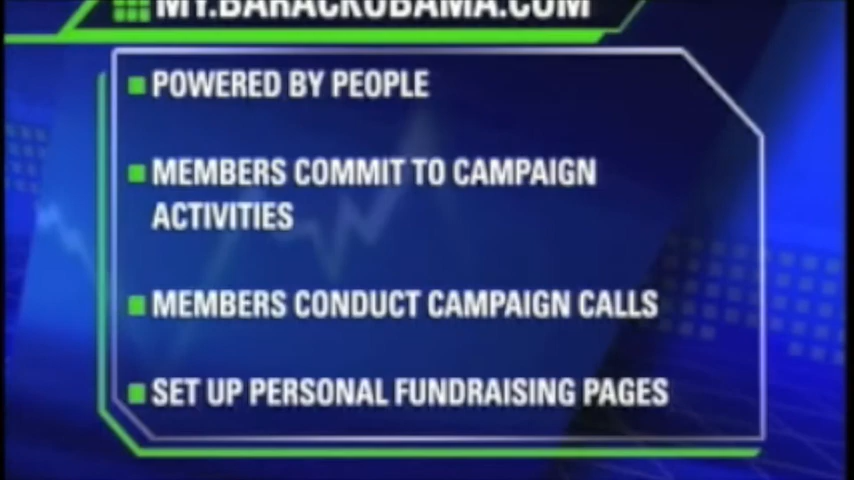 MY.BARACKOBAMA.COM
POWERED BY PEOPLE
MEMBERS COMMIT TO CAMPAIGN
ACTIVITIES
MEMBERS CONDUCT CAMPAIGN CALLS
SET UP PERSONAL FUNDRAISING PAGES